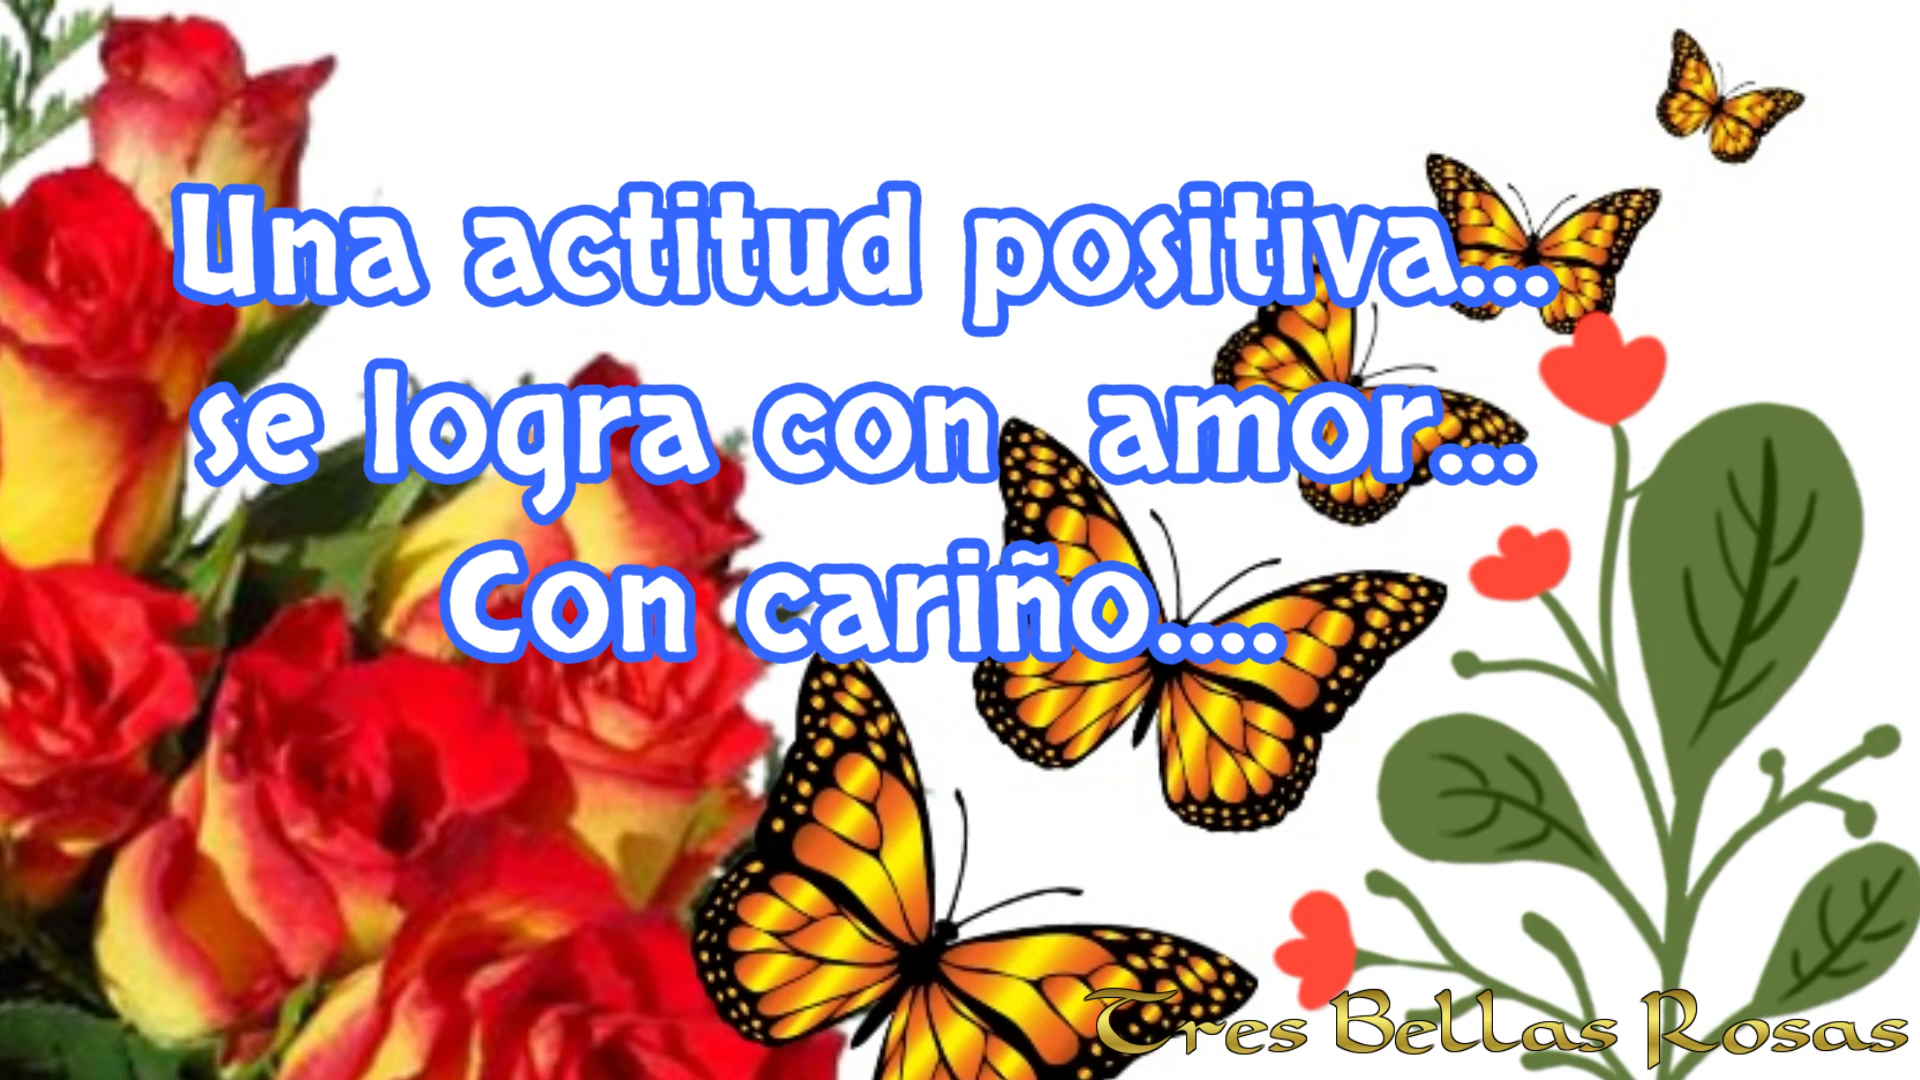 Una actitud positiva...
se logra con amor...
Con cariño....
Tres Bellas Rosas